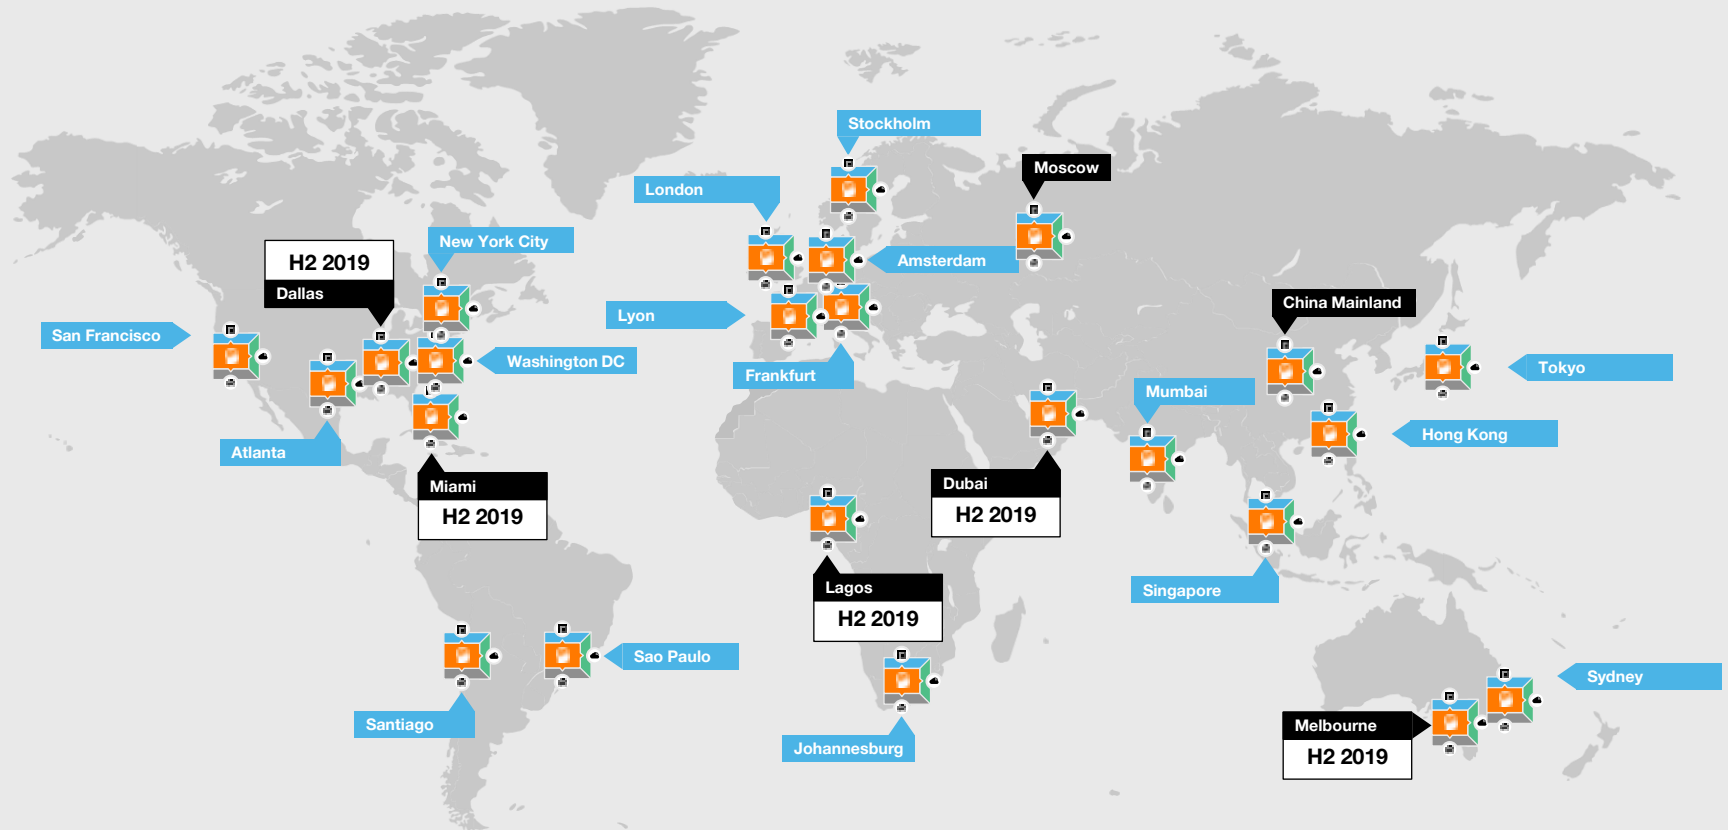 Stockholm
Moscow
London
New York City
H2 2019
Dallas
Amsterdam
China Mainland
Lyon
San Francisco
Washington DC
Frankfurt
Tokyo
Mumbai
Atlanta
Hong Kong
Miami
H2 2019
Dubai
H2 2019
Lagos
H2 2019
Singapore
Sao Paulo
Sydney
Santiago
Johannesburg
Melbourne
H2 2019